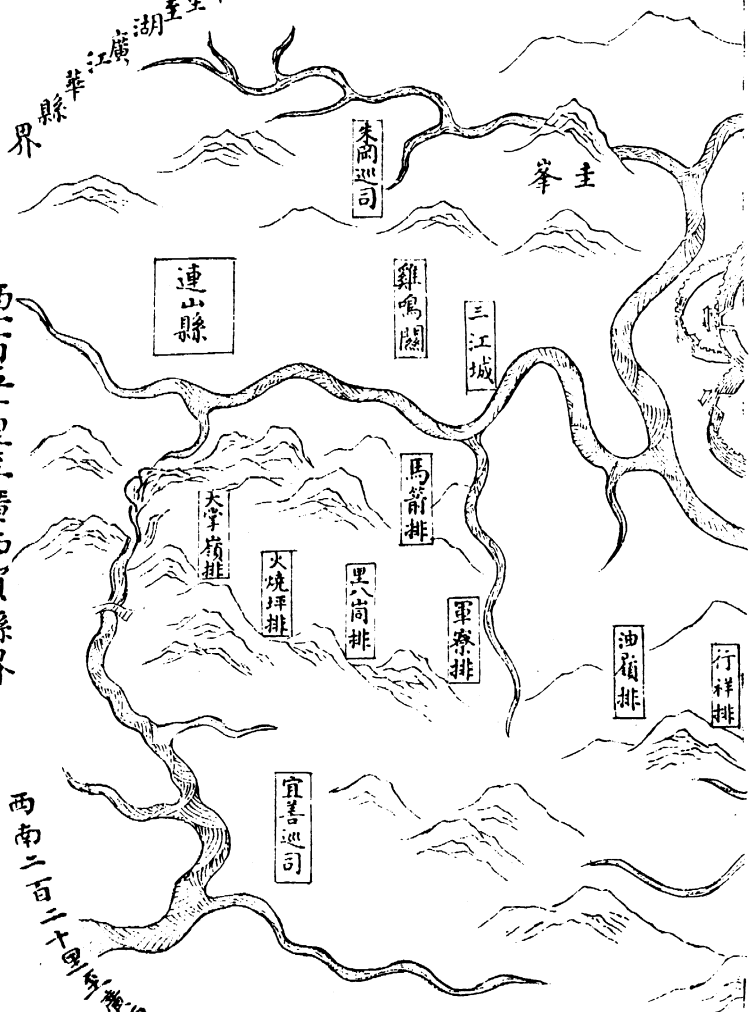 湖廣江華縣界
朱岡巡司
圭峯
連山縣
雞鳴關
三江城
馬箭排
大掌嶺排
火燒坪排
里八峝排
軍寮排
油嶺排
行祥排
宜善巡司
西南二百二十里至廣